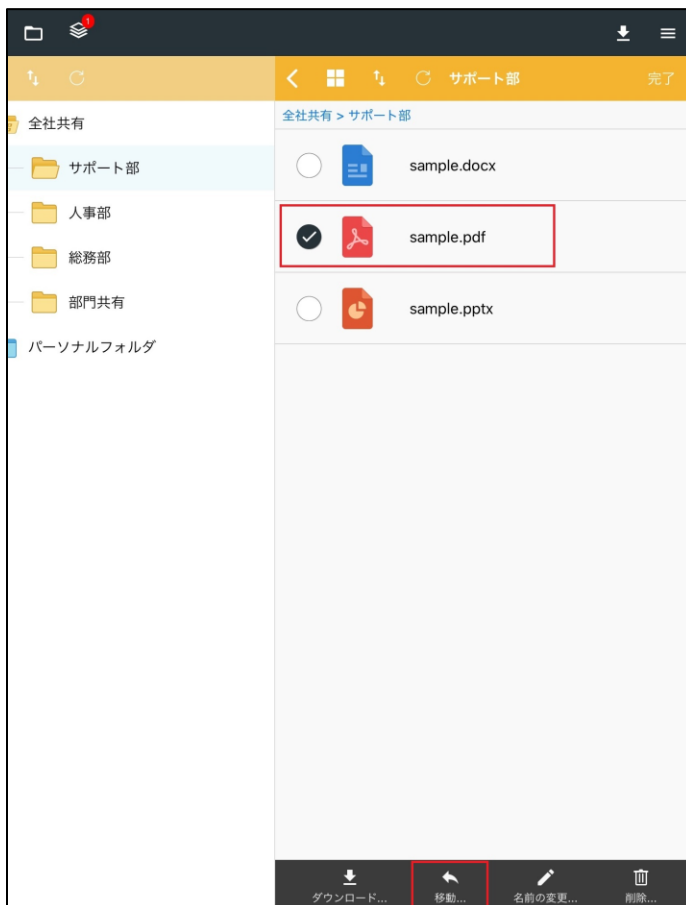 1
サポート部
完了
全社共有
サポート部
人事部
総務部
部門共有
パーソナルフォルダ
全社共有 > サポート部
sample.docx
sample.pdf
sample.pptx
ダウンロード...
移動...
名前の変更...
削除...